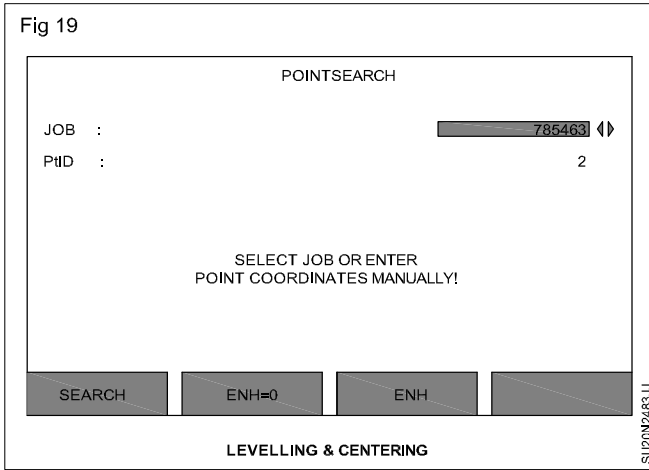 Fig 19
POINTSEARCH
JOB : 785463
PtID : 2
SELECT JOB OR ENTER
POINT COORDINATES MANUALLY!
SEARCH ENH=0 ENH
LEVELLING & CENTERING